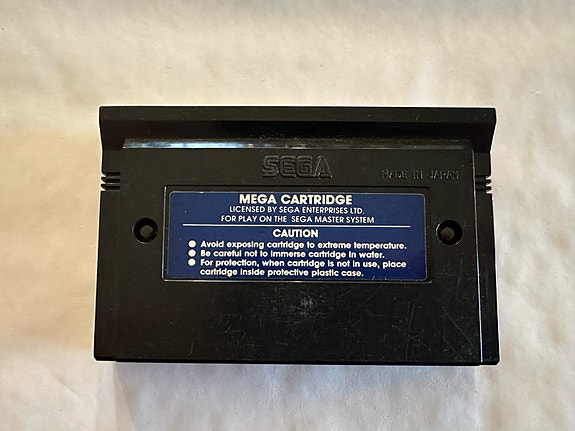 SEGA
MADE IN JAPAN
MEGA CARTRIDGE
LICENSED BY SEGA ENTERPRISES LTD.
FOR PLAY ON THE SEGA MASTER SYSTEM
CAUTION
● Avoid exposing cartridge to extreme temperature.
● Be careful not to immerse cartridge in water.
● For protection, when cartridge is not in use, place
cartridge inside protective plastic case.